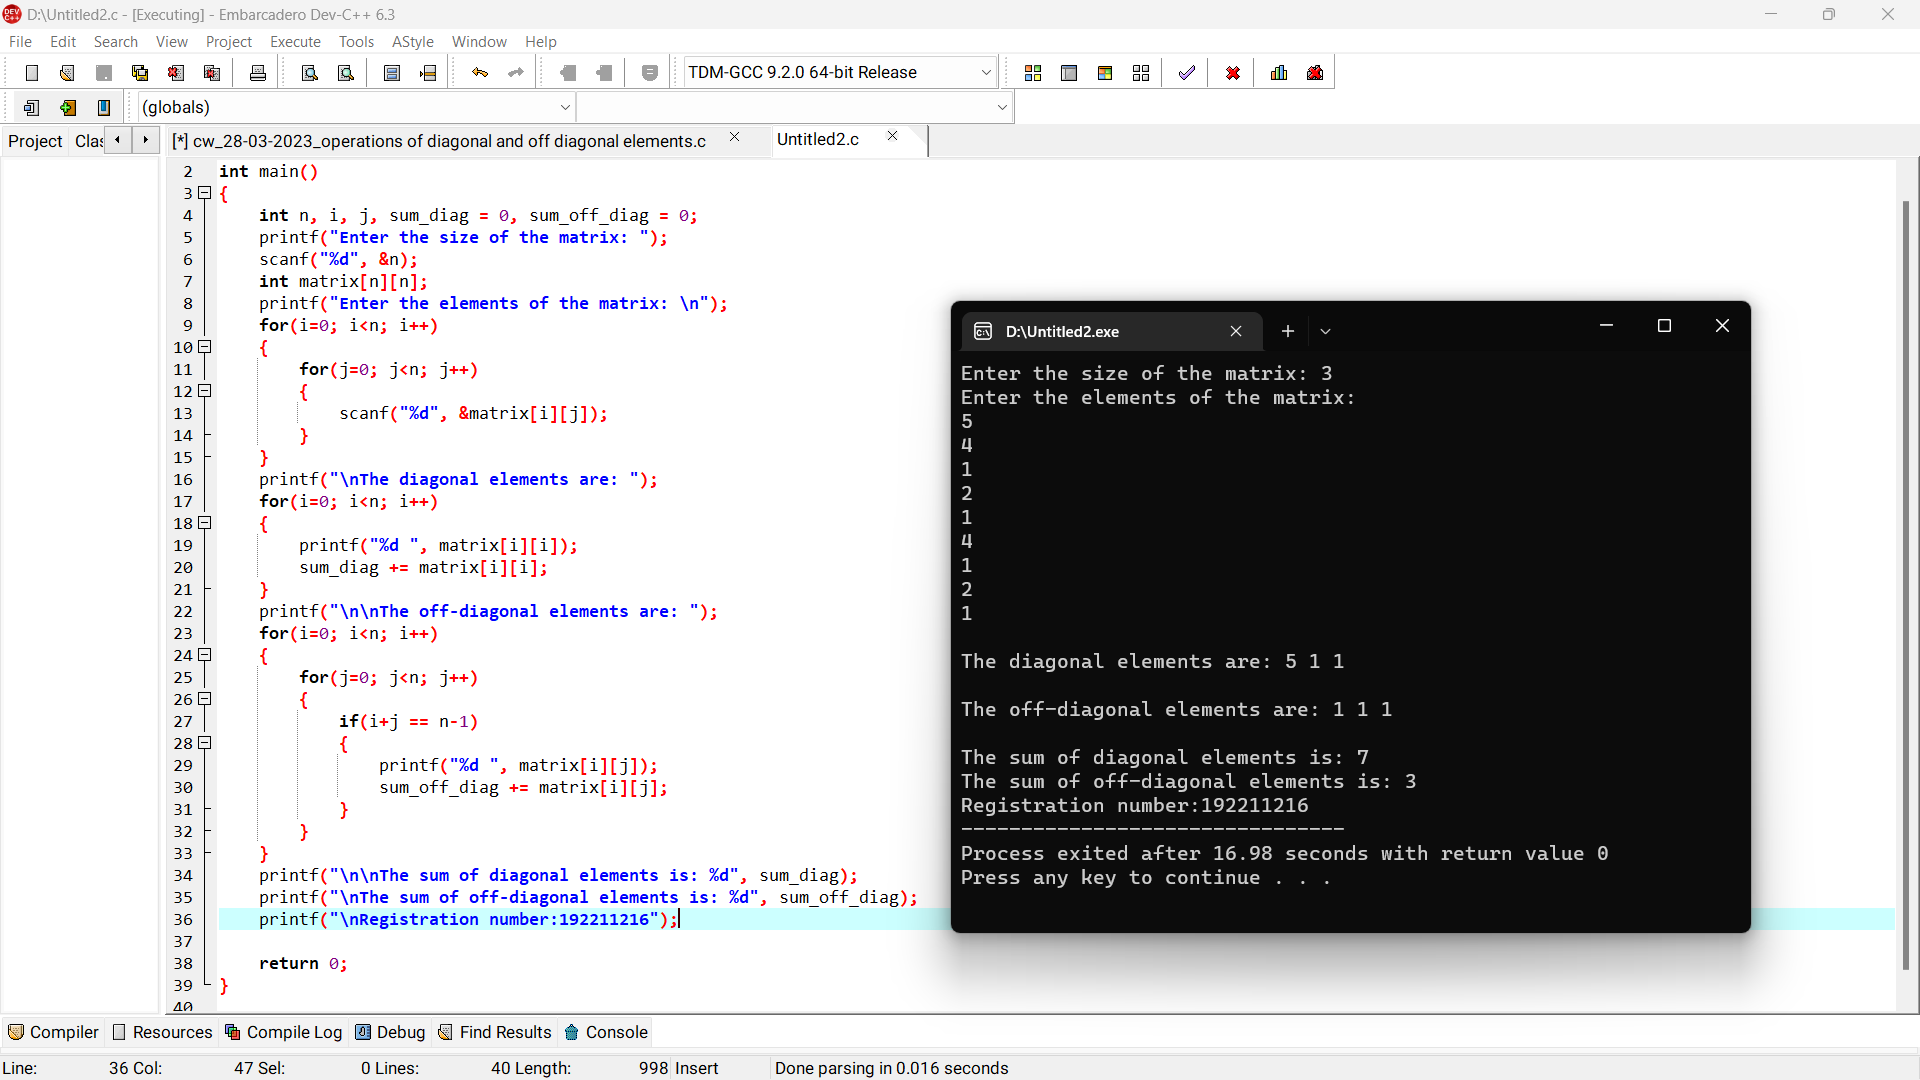 D:\Untitled2.c - [Executing] - Embarcadero Dev-C++ 6.3
File Edit Search View Project Execute Tools AStyle Window Help
TDM-GCC 9.2.0 64-bit Release
(globals)
Project Clas
[*] cw_28-03-2023_operations of diagonal and off diagonal elements.c
Untitled2.c
2 int main()
3 {
4 int n, i, j, sum_diag = 0, sum_off_diag = 0;
5 printf("Enter the size of the matrix: ");
6 scanf("%d", &n);
7 int matrix[n][n];
8 printf("Enter the elements of the matrix: \n");
9 for(i=0; i<n; i++)
10 {
11 for(j=0; j<n; j++)
12 {
13 scanf("%d", &matrix[i][j]);
14 }
15 }
16 printf("\nThe diagonal elements are: ");
17 for(i=0; i<n; i++)
18 {
19 printf("%d ", matrix[i][i]);
20 sum_diag += matrix[i][i];
21 }
22 printf("\n\nThe off-diagonal elements are: ");
23 for(i=0; i<n; i++)
24 {
25 for(j=0; j<n; j++)
26 {
27 if(i+j == n-1)
28 {
29 printf("%d ", matrix[i][j]);
30 sum_off_diag += matrix[i][j];
31 }
32 }
33 }
34 printf("\n\nThe sum of diagonal elements is: %d", sum_diag);
35 printf("\nThe sum of off-diagonal elements is: %d", sum_off_diag);
36 printf("\nRegistration number:192211216");
37
38 return 0;
39 }
40
D:\Untitled2.exe
Enter the size of the matrix: 3
Enter the elements of the matrix:
5
4
1
2
1
4
1
2
1
The diagonal elements are: 5 1 1
The off-diagonal elements are: 1 1 1
The sum of diagonal elements is: 7
The sum of off-diagonal elements is: 3
Registration number:192211216
--------------------------------
Process exited after 16.98 seconds with return value 0
Press any key to continue . . .
Compiler Resources Compile Log Debug Find Results Console
Line: 36 Col: 47 Sel: 0 Lines: 40 Length: 998 Insert Done parsing in 0.016 seconds